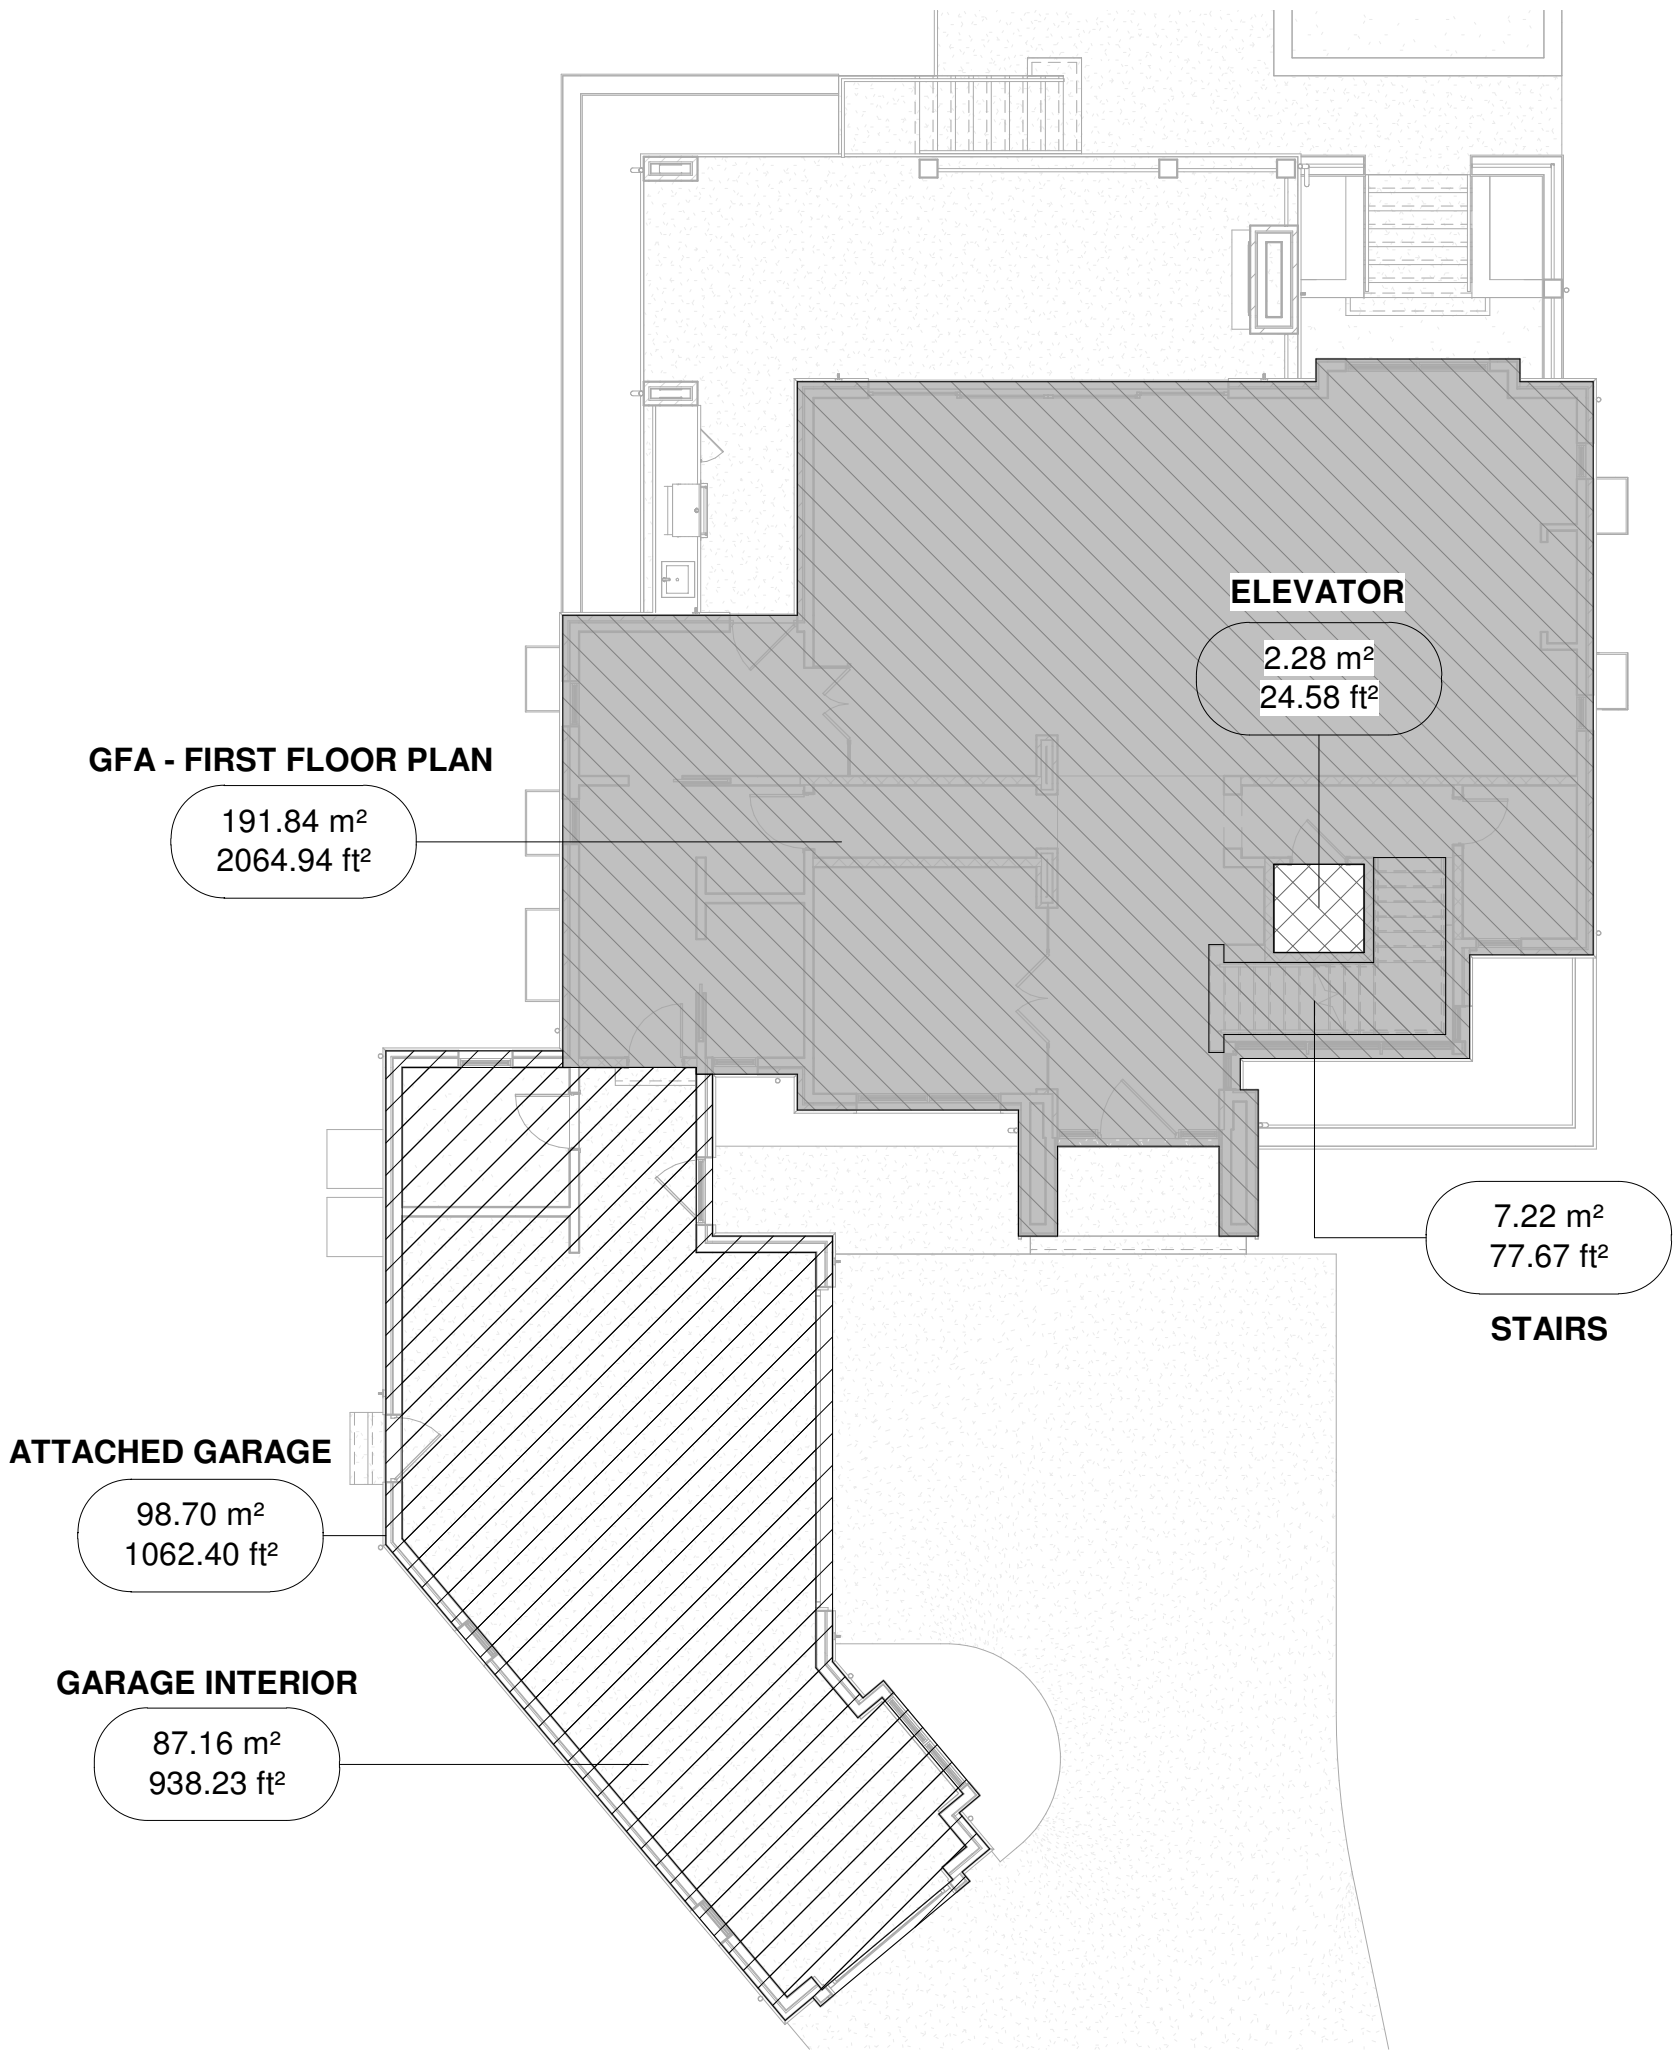 ELEVATOR
2.28 m²
24.58 ft²
GFA - FIRST FLOOR PLAN
191.84 m²
2064.94 ft²
7.22 m²
77.67 ft²
STAIRS
ATTACHED GARAGE
98.70 m²
1062.40 ft²
GARAGE INTERIOR
87.16 m²
938.23 ft²